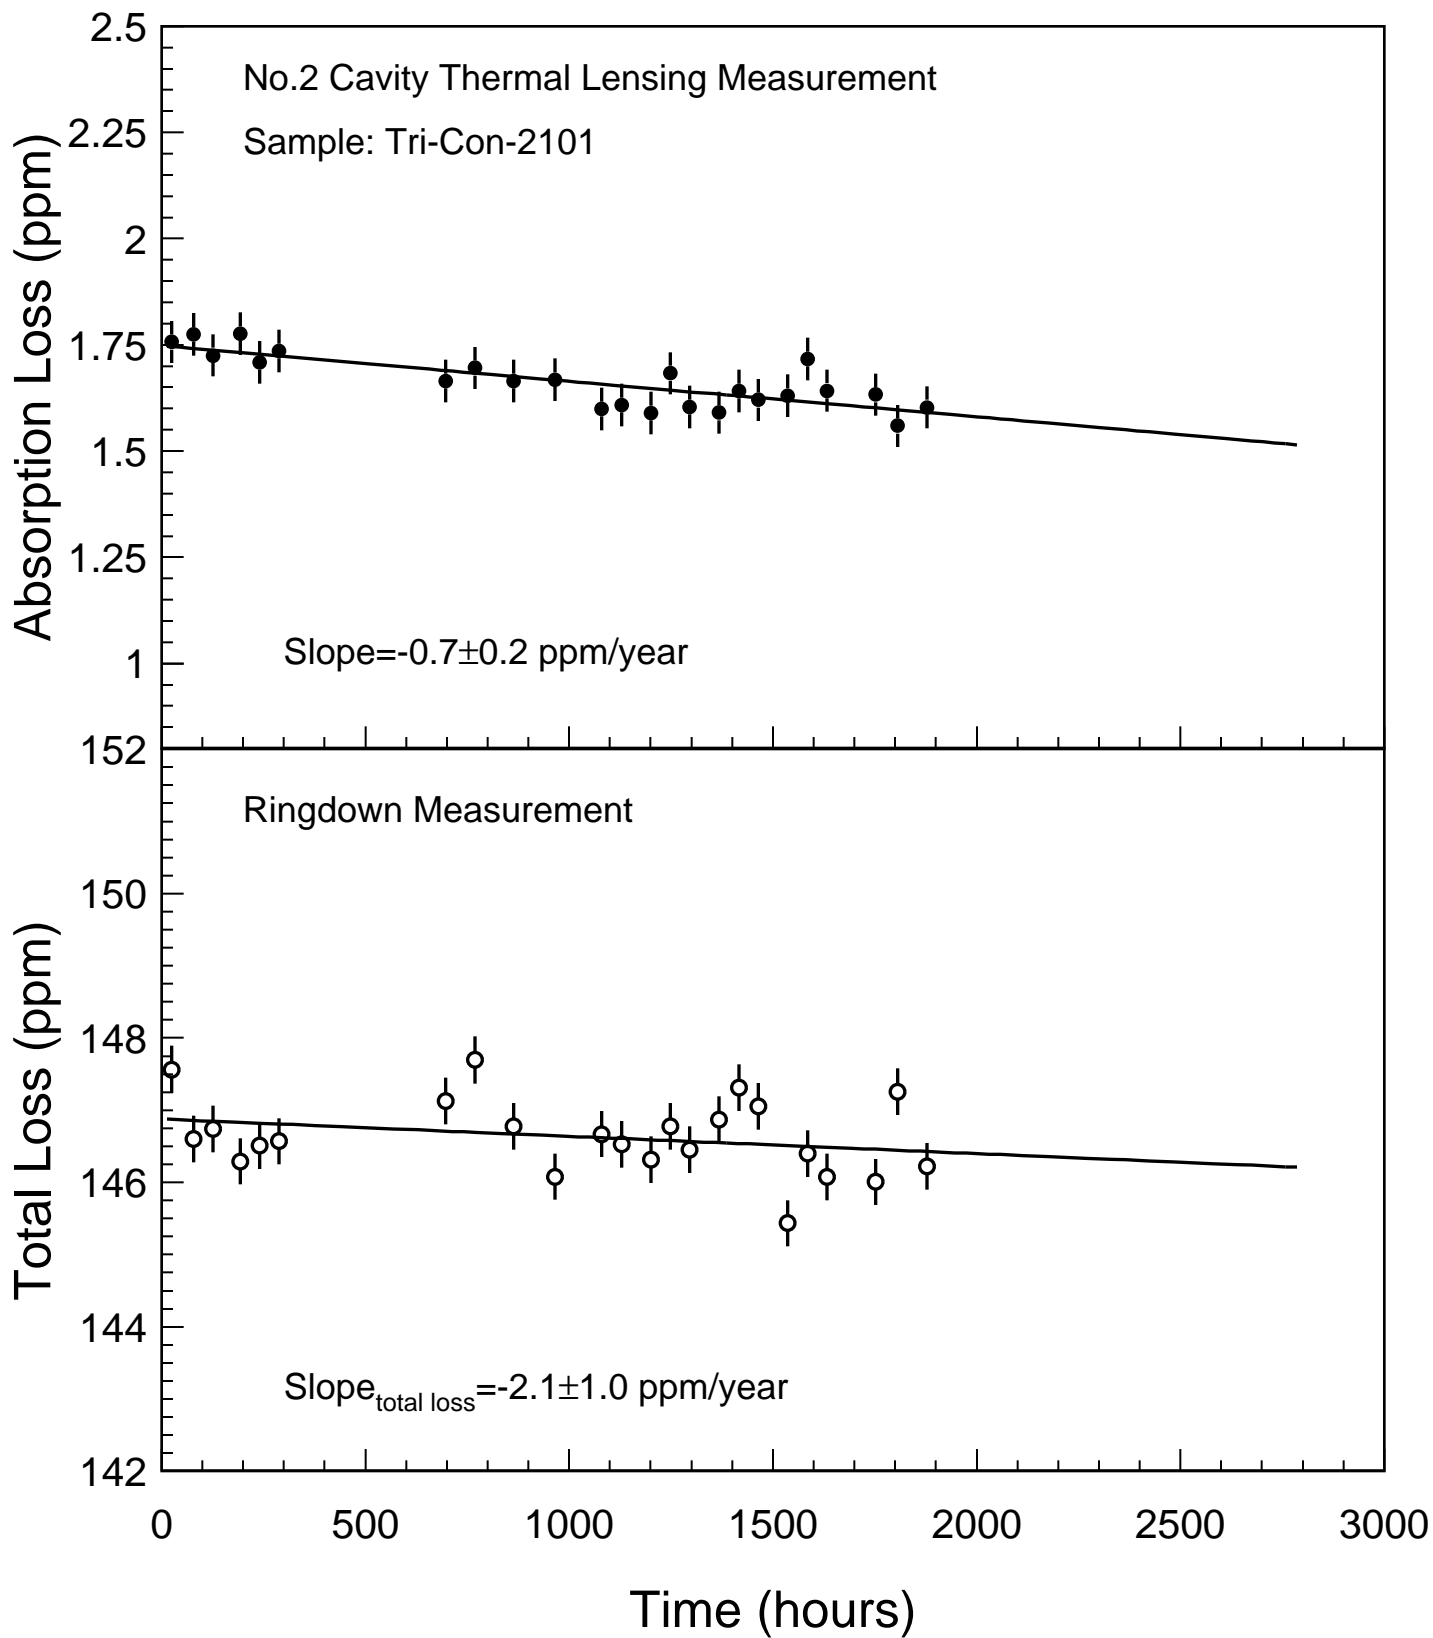 2.5
No.2 Cavity Thermal Lensing Measurement
2.25
Sample: Tri-Con-2101
2
1.75
1.5
1.25
1
Absorption Loss (ppm)
Slope=-0.7±0.2 ppm/year
152
Ringdown Measurement
150
148
146
144
142
Total Loss (ppm)
Slopetotal loss=-2.1±1.0 ppm/year
0 500 1000 1500 2000 2500 3000
Time (hours)